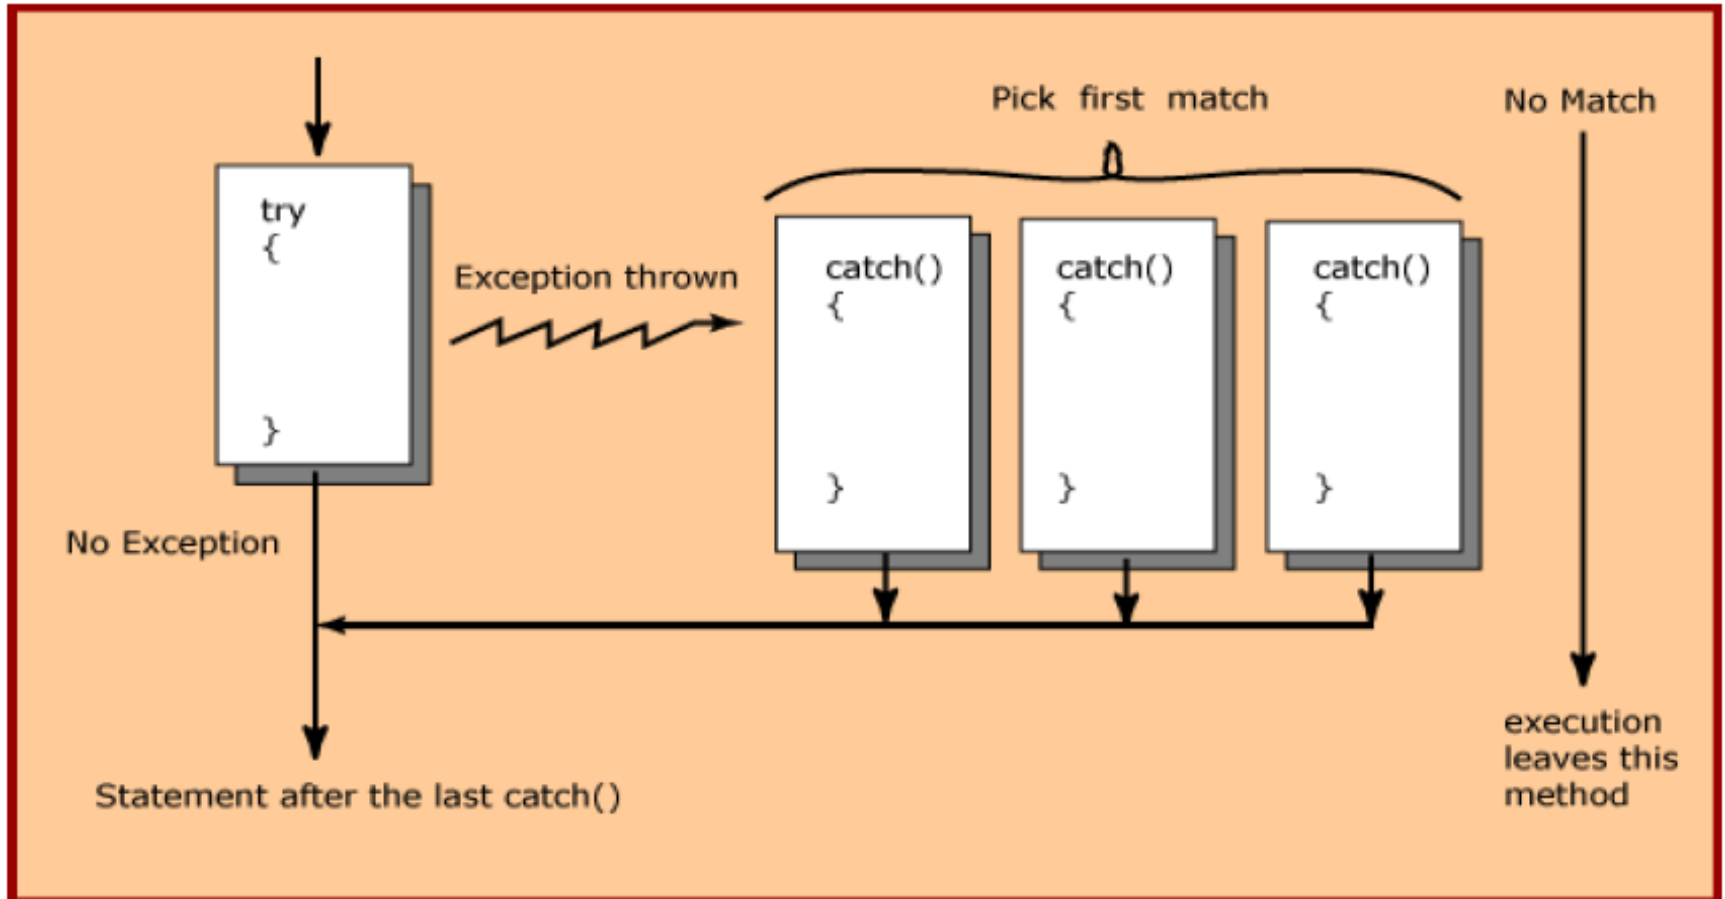 Pick first match
No Match
try
{
}
Exception thrown
catch()
{
}
catch()
{
}
catch()
{
}
No Exception
Statement after the last catch()
execution
leaves this
method